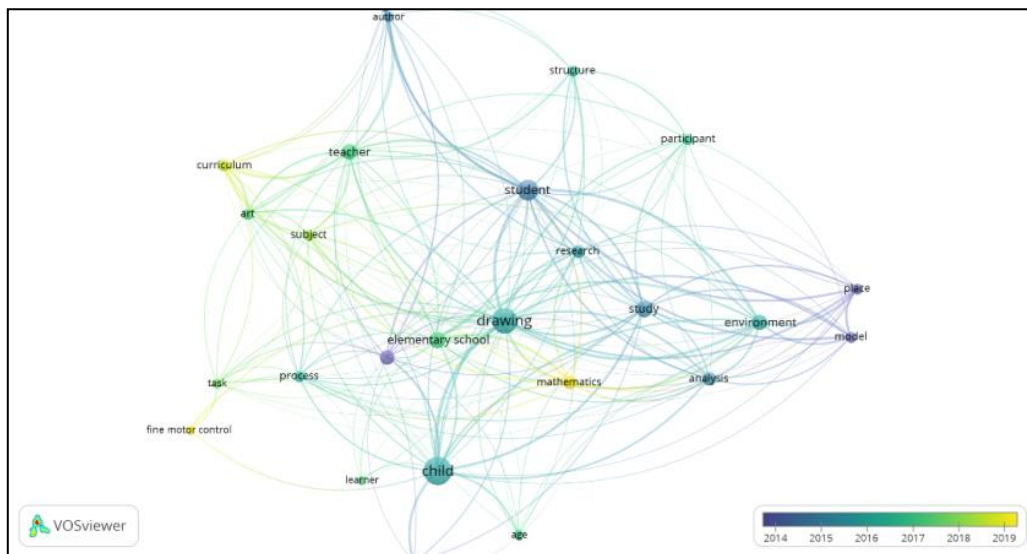 author
structure
participant
teacher
curriculum
student
art
subject
research
place
study
drawing
environment
model
elementary school
process
task
mathematics
analysis
fine motor control
child
learner
age
VOSviewer
2014 2015 2016 2017 2018 2019